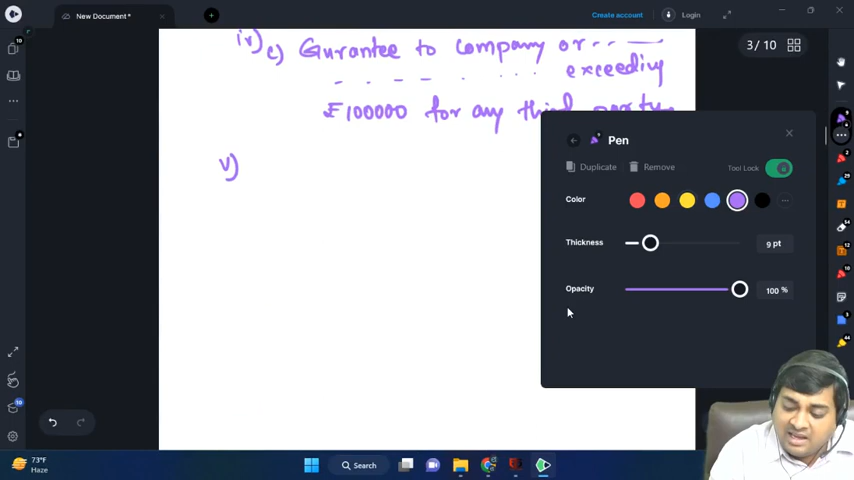 New Document*
Create account
Login
iv) c) Gurantee to company or
exceeding
£100000 for any third party
v)
3 / 10
Pen
Duplicate
Remove
Tool Lock
Color
Thickness
9 pt
Opacity
100 %
73°F
Haze
Search